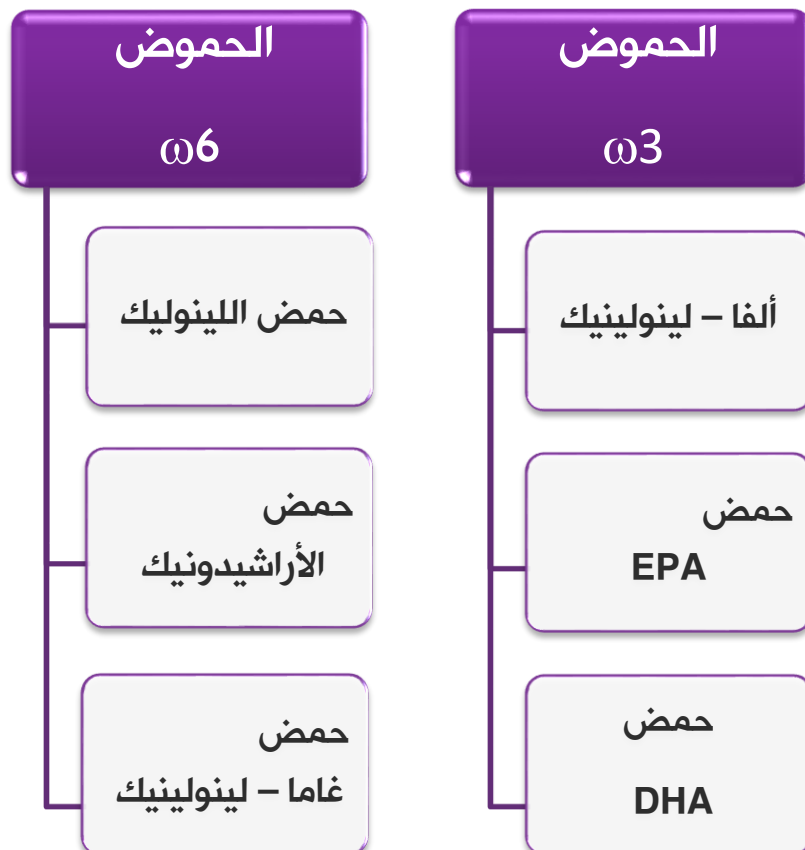 الحموض
ω3
ألفا – لينولينيك
حمض
EPA
حمض
DHA
الحموض
ω6
حمض اللينوليك
حمض
الأراشيدونيك
حمض
غاما – لينولينيك